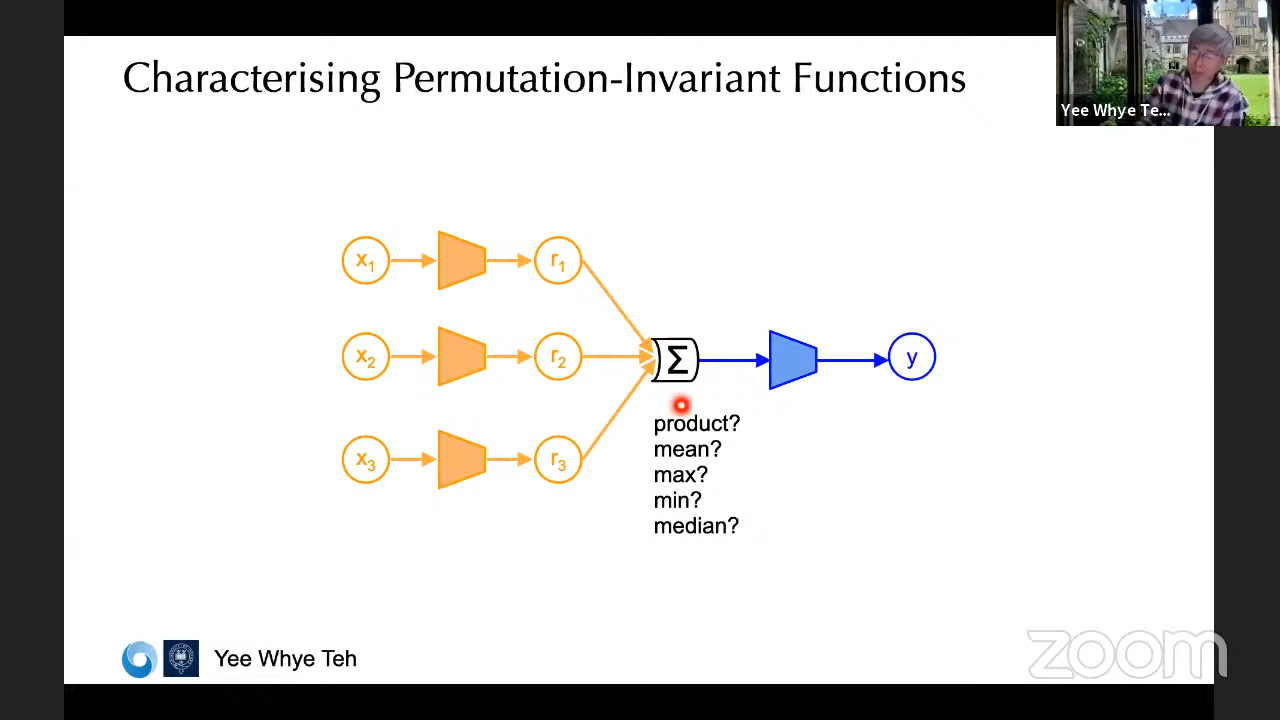 Characterising Permutation-Invariant Functions
Yee Whye Te...
x1
r1
x2
r2
Σ
y
x3
r3
product?
mean?
max?
min?
median?
Yee Whye Teh
zoom